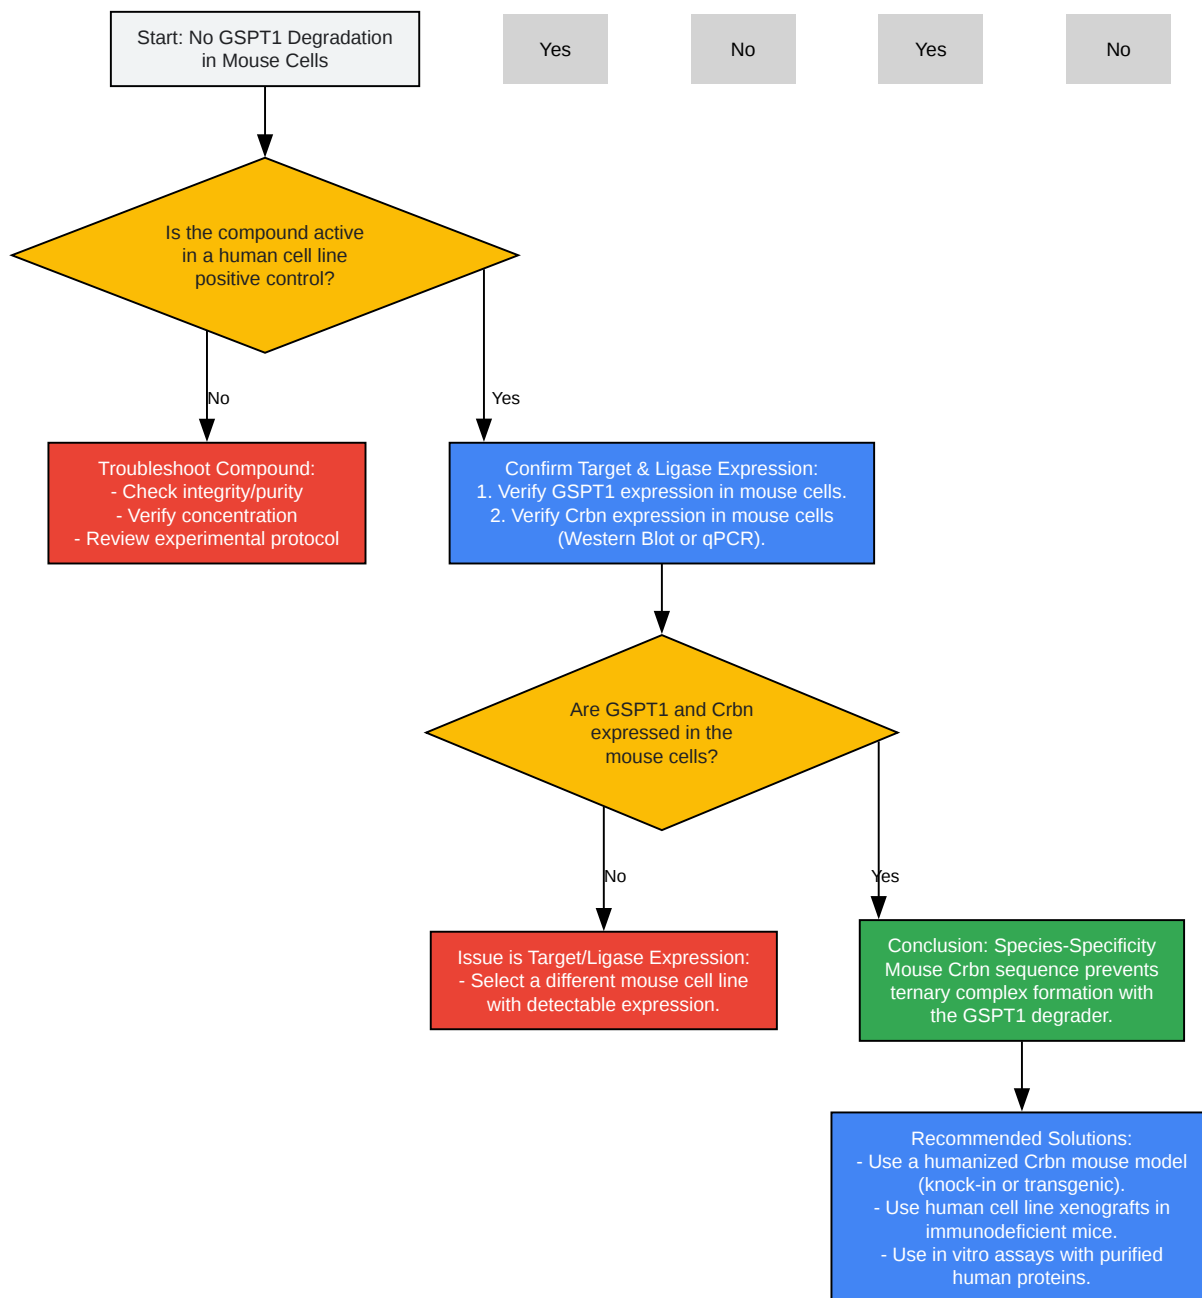 Start: No GSPT1 Degradation
in Mouse Cells
Yes
No
Yes
No
Is the compound active
in a human cell line
positive control?
No
Yes
Troubleshoot Compound:
- Check integrity/purity
- Verify concentration
- Review experimental protocol
Confirm Target & Ligase Expression:
1. Verify GSPT1 expression in mouse cells.
2. Verify Crbn expression in mouse cells
(Western Blot or qPCR).
Are GSPT1 and Crbn
expressed in the
mouse cells?
No
Yes
Issue is Target/Ligase Expression:
- Select a different mouse cell line
with detectable expression.
Conclusion: Species-Specificity
Mouse Crbn sequence prevents
ternary complex formation with
the GSPT1 degrader.
Recommended Solutions:
- Use a humanized Crbn mouse model
(knock-in or transgenic).
- Use human cell line xenografts in
immunodeficient mice.
- Use in vitro assays with purified
human proteins.